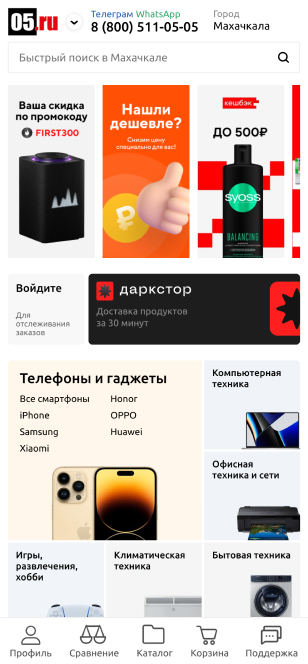 05.ru
Телеграм WhatsApp
8 (800) 511-05-05
Город
Махачкала
Быстрый поиск в Махачкале
Ваша скидка
по промокоду
FIRST300
Нашли
дешевле?
Снизим цену
специально для вас!
кешбэк
ДО 500₽
syoss
BALANCING
Войдите
Для
отслеживания
заказов
даркстор
Доставка продуктов
за 30 минут
Телефоны и гаджеты
Все смартфоны
Honor
iPhone
OPPO
Samsung
Huawei
Xiaomi
Компьютерная
техника
Офисная
техника и сети
Игры,
развлечения,
хобби
Климатическая
техника
Бытовая техника
Профиль
Сравнение
Каталог
Корзина
Поддержка